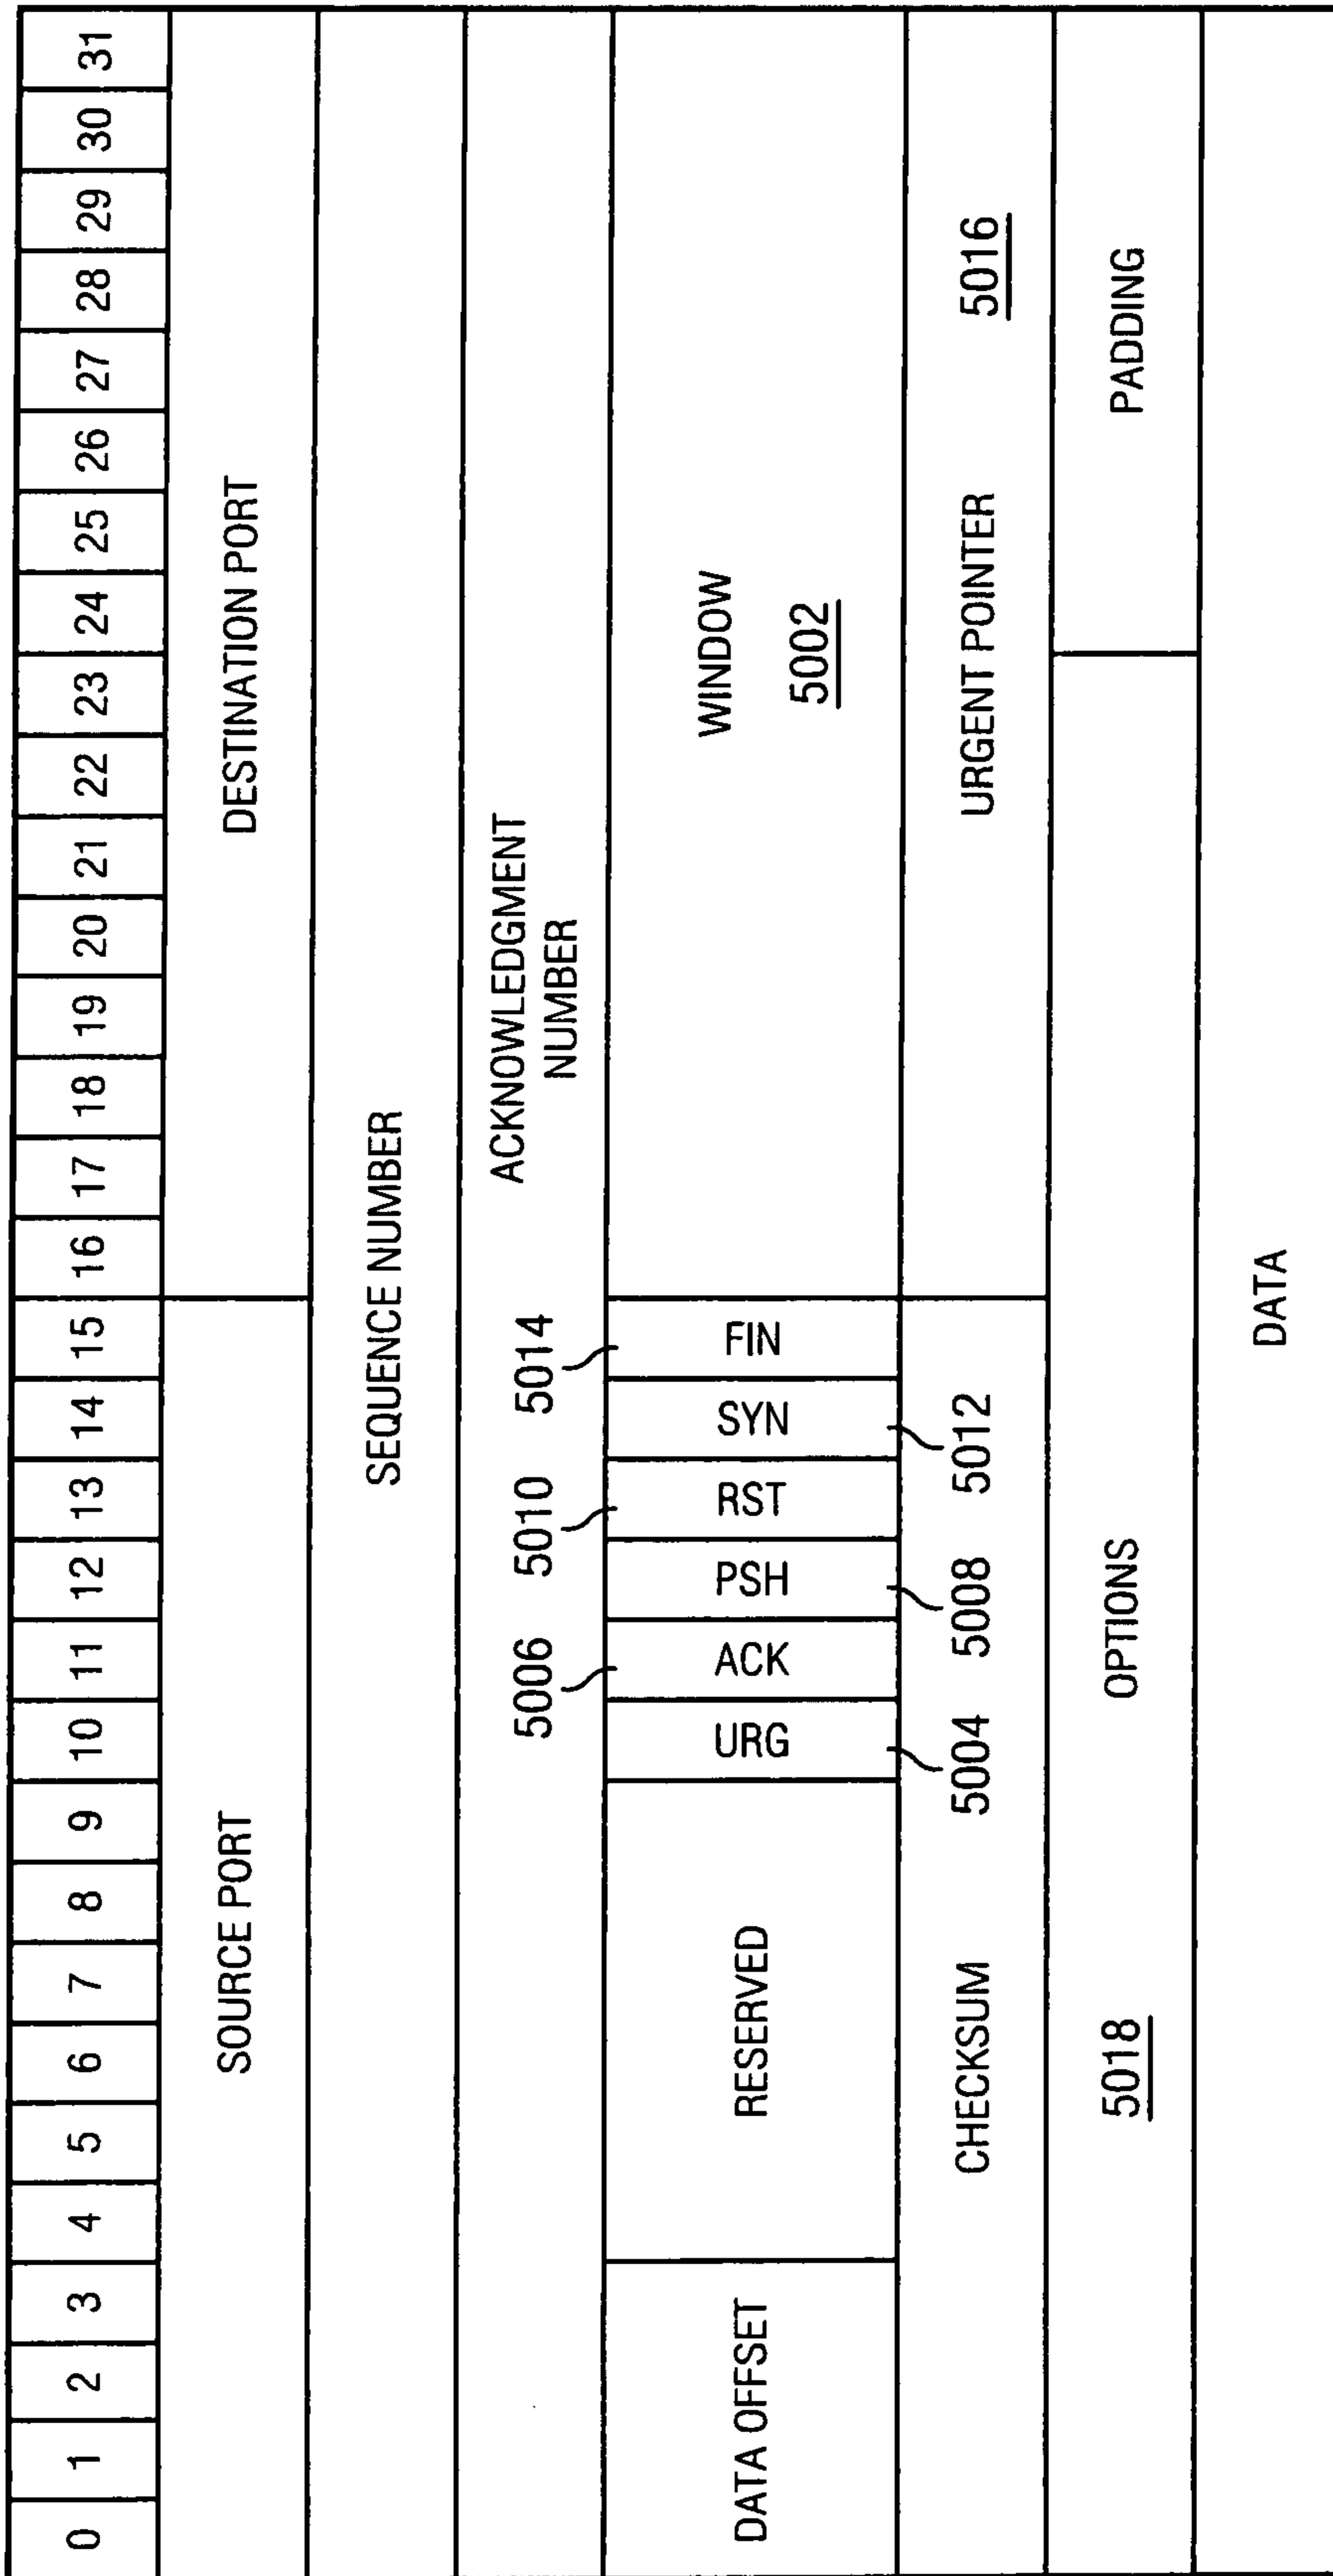 0 1 2 3 4 5 6 7 8 9 10 11 12 13 14 15 16 17 18 19 20 21 22 23 24 25 26 27 28 29 30 31
SOURCE PORT
DESTINATION PORT
SEQUENCE NUMBER
ACKNOWLEDGMENT
NUMBER
5006
5010
5014
DATA OFFSET
RESERVED
URG
ACK
PSH
RST
SYN
FIN
WINDOW
5002
CHECKSUM
5004
5008
5012
URGENT POINTER
5016
5018
OPTIONS
PADDING
DATA